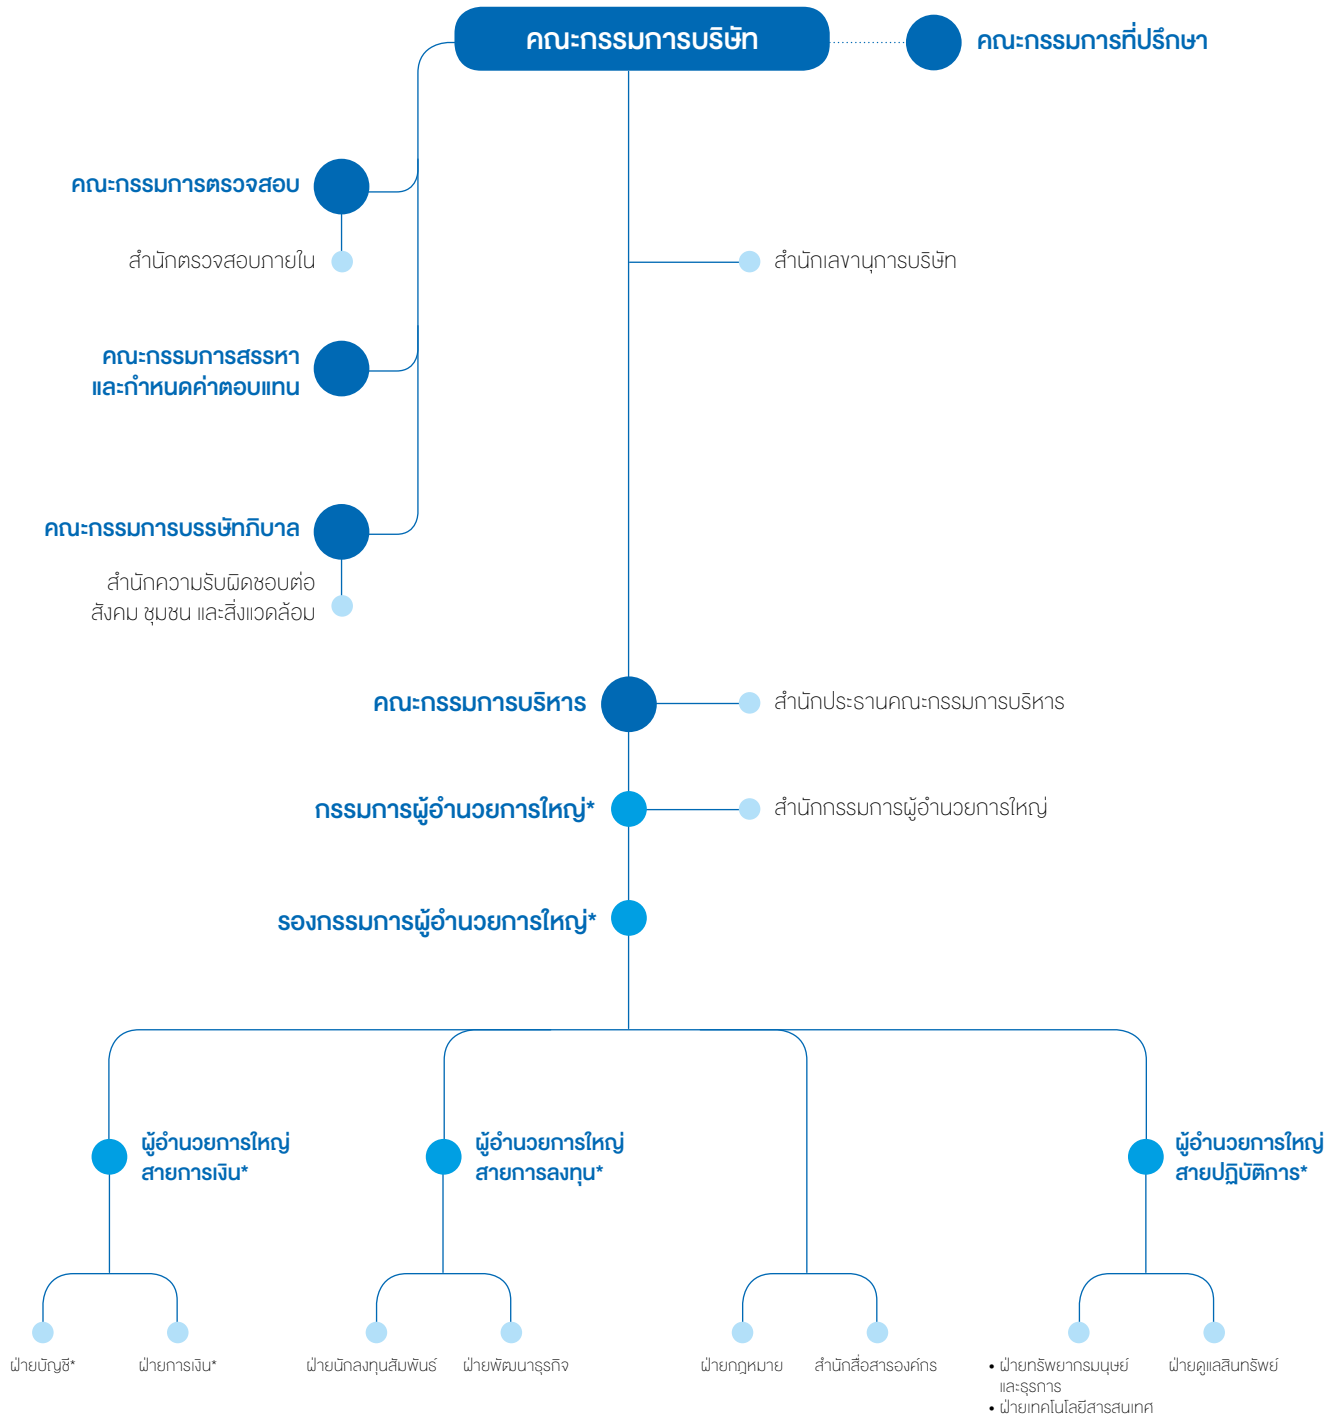 คณะกรรมการบริษัท
คณะกรรมการที่ปรึกษา
คณะกรรมการตรวจสอบ
สำนักตรวจสอบภายใน
สำนักเลขานุการบริษัท
คณะกรรมการสรรหา
และกำหนดค่าตอบแทน
คณะกรรมการบรรษัทภิบาล
สำนักความรับผิดชอบต่อ
สังคม ชุมชน และสิ่งแวดล้อม
คณะกรรมการบริหาร
สำนักประธานคณะกรรมการบริหาร
กรรมการผู้อำนวยการใหญ่*
สำนักกรรมการผู้อำนวยการใหญ่
รองกรรมการผู้อำนวยการใหญ่*
ผู้อำนวยการใหญ่
สายการเงิน*
ผู้อำนวยการใหญ่
สายการลงทุน*
ผู้อำนวยการใหญ่
สายปฏิบัติการ*
ฝ่ายบัญชี*
ฝ่ายการเงิน*
ฝ่ายนักลงทุนสัมพันธ์
ฝ่ายพัฒนาธุรกิจ
ฝ่ายกฎหมาย
สำนักสื่อสารองค์กร
• ฝ่ายทรัพยากรมนุษย์
และธุรการ
• ฝ่ายเทคโนโลยีสารสนเทศ
ฝ่ายดูแลสินทรัพย์